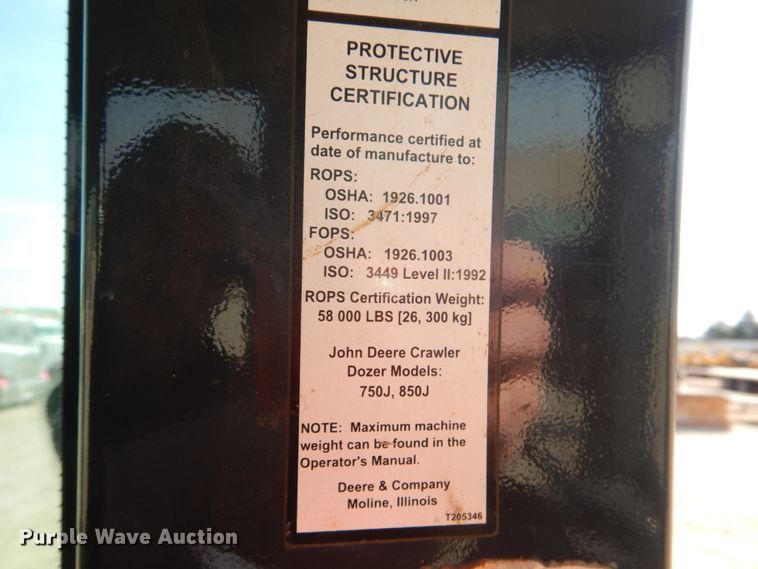 PROTECTIVE
STRUCTURE
CERTIFICATION
Performance certified at
date of manufacture to:
ROPS:
OSHA: 1926.1001
ISO: 3471:1997
FOPS:
OSHA: 1926.1003
ISO: 3449 Level II:1992
ROPS Certification Weight:
58 000 LBS [26, 300 kg]
John Deere Crawler
Dozer Models:
750J, 850J
NOTE: Maximum machine
weight can be found in the
Operator's Manual.
Deere & Company
Moline, Illinois
T205346
Purple Wave Auction